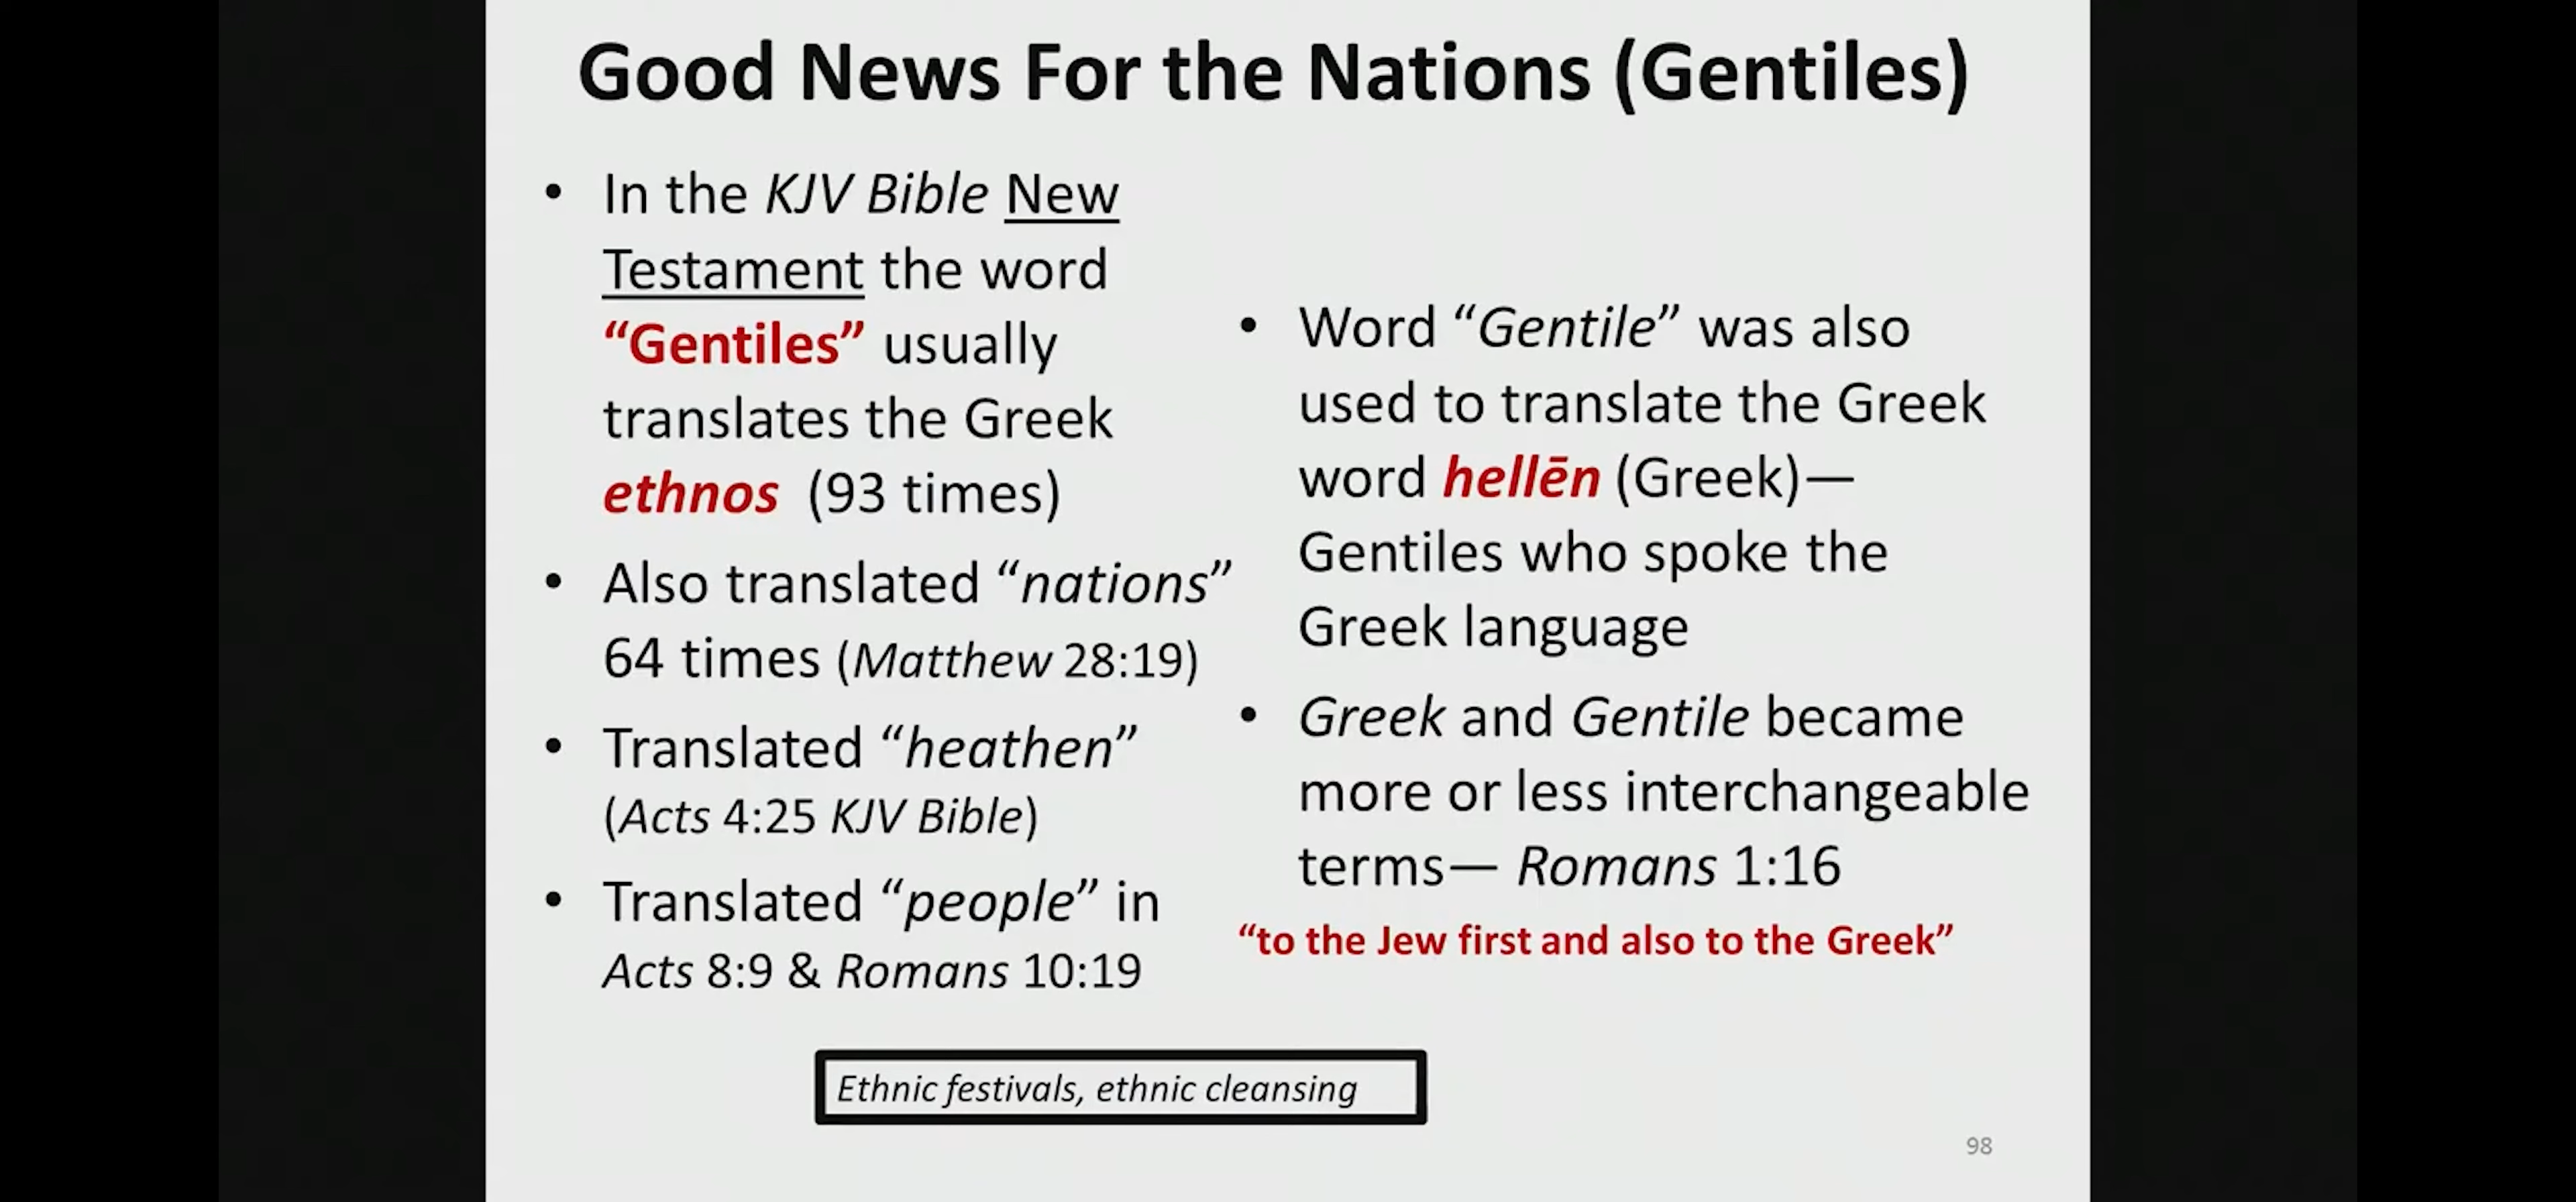 Good News For the Nations (Gentiles)
• In the KJV Bible New
Testament the word
“Gentiles” usually
translates the Greek
ethnos (93 times)
• Also translated “nations”
64 times (Matthew 28:19)
• Translated “heathen”
(Acts 4:25 KJV Bible)
• Translated “people” in
Acts 8:9 & Romans 10:19
• Word “Gentile” was also
used to translate the Greek
word hellēn (Greek)—
Gentiles who spoke the
Greek language
• Greek and Gentile became
more or less interchangeable
terms— Romans 1:16
“to the Jew first and also to the Greek”
Ethnic festivals, ethnic cleansing
98